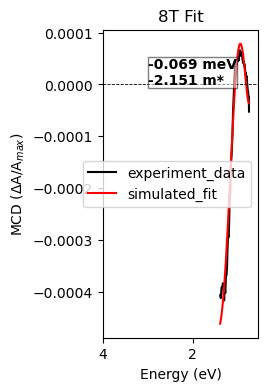 8T Fit
0.0001
0.0000
−0.0001
−0.0002
−0.0003
−0.0004
MCD (ΔA/A_{max})
-0.069 meV
-2.151 m*
experiment_data
simulated_fit
4
2
Energy (eV)